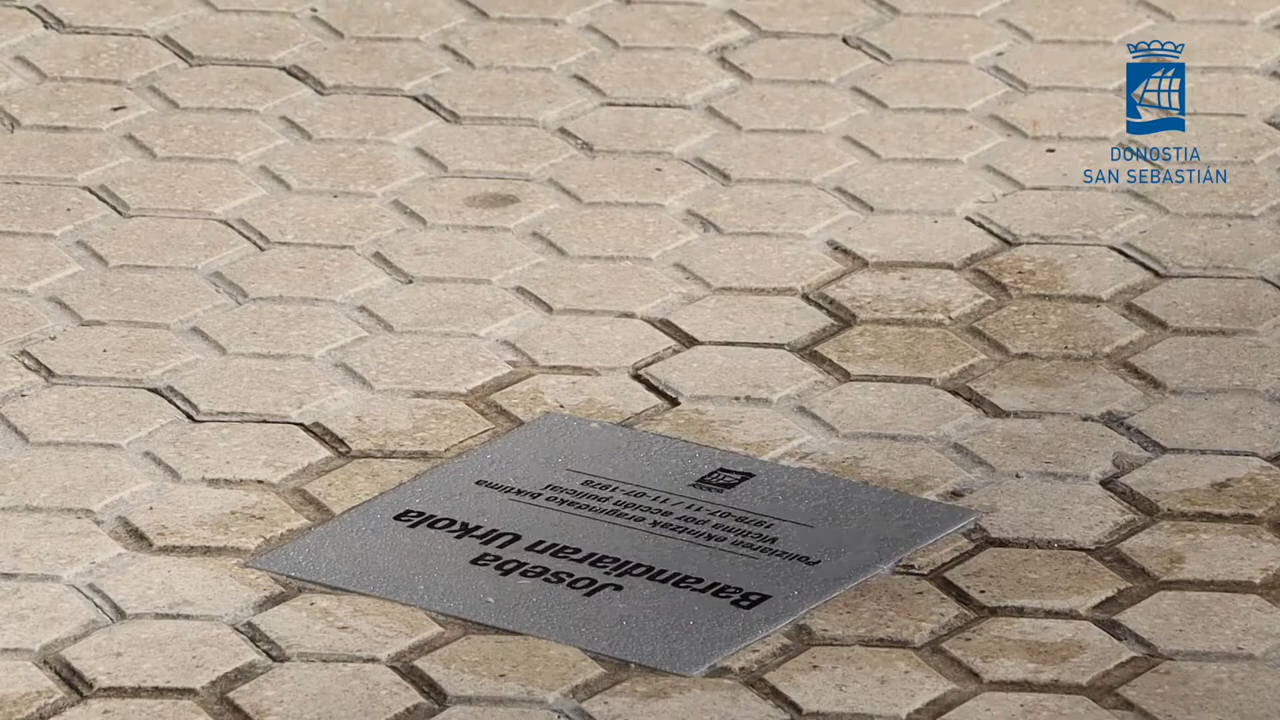 DONOSTIA
SAN SEBASTIÁN
Joseba
Barandiaran Urkola
Poliziaren ekintzak eragindako biktima
Víctima por acción policial
1978-07-11 / 11-07-1978